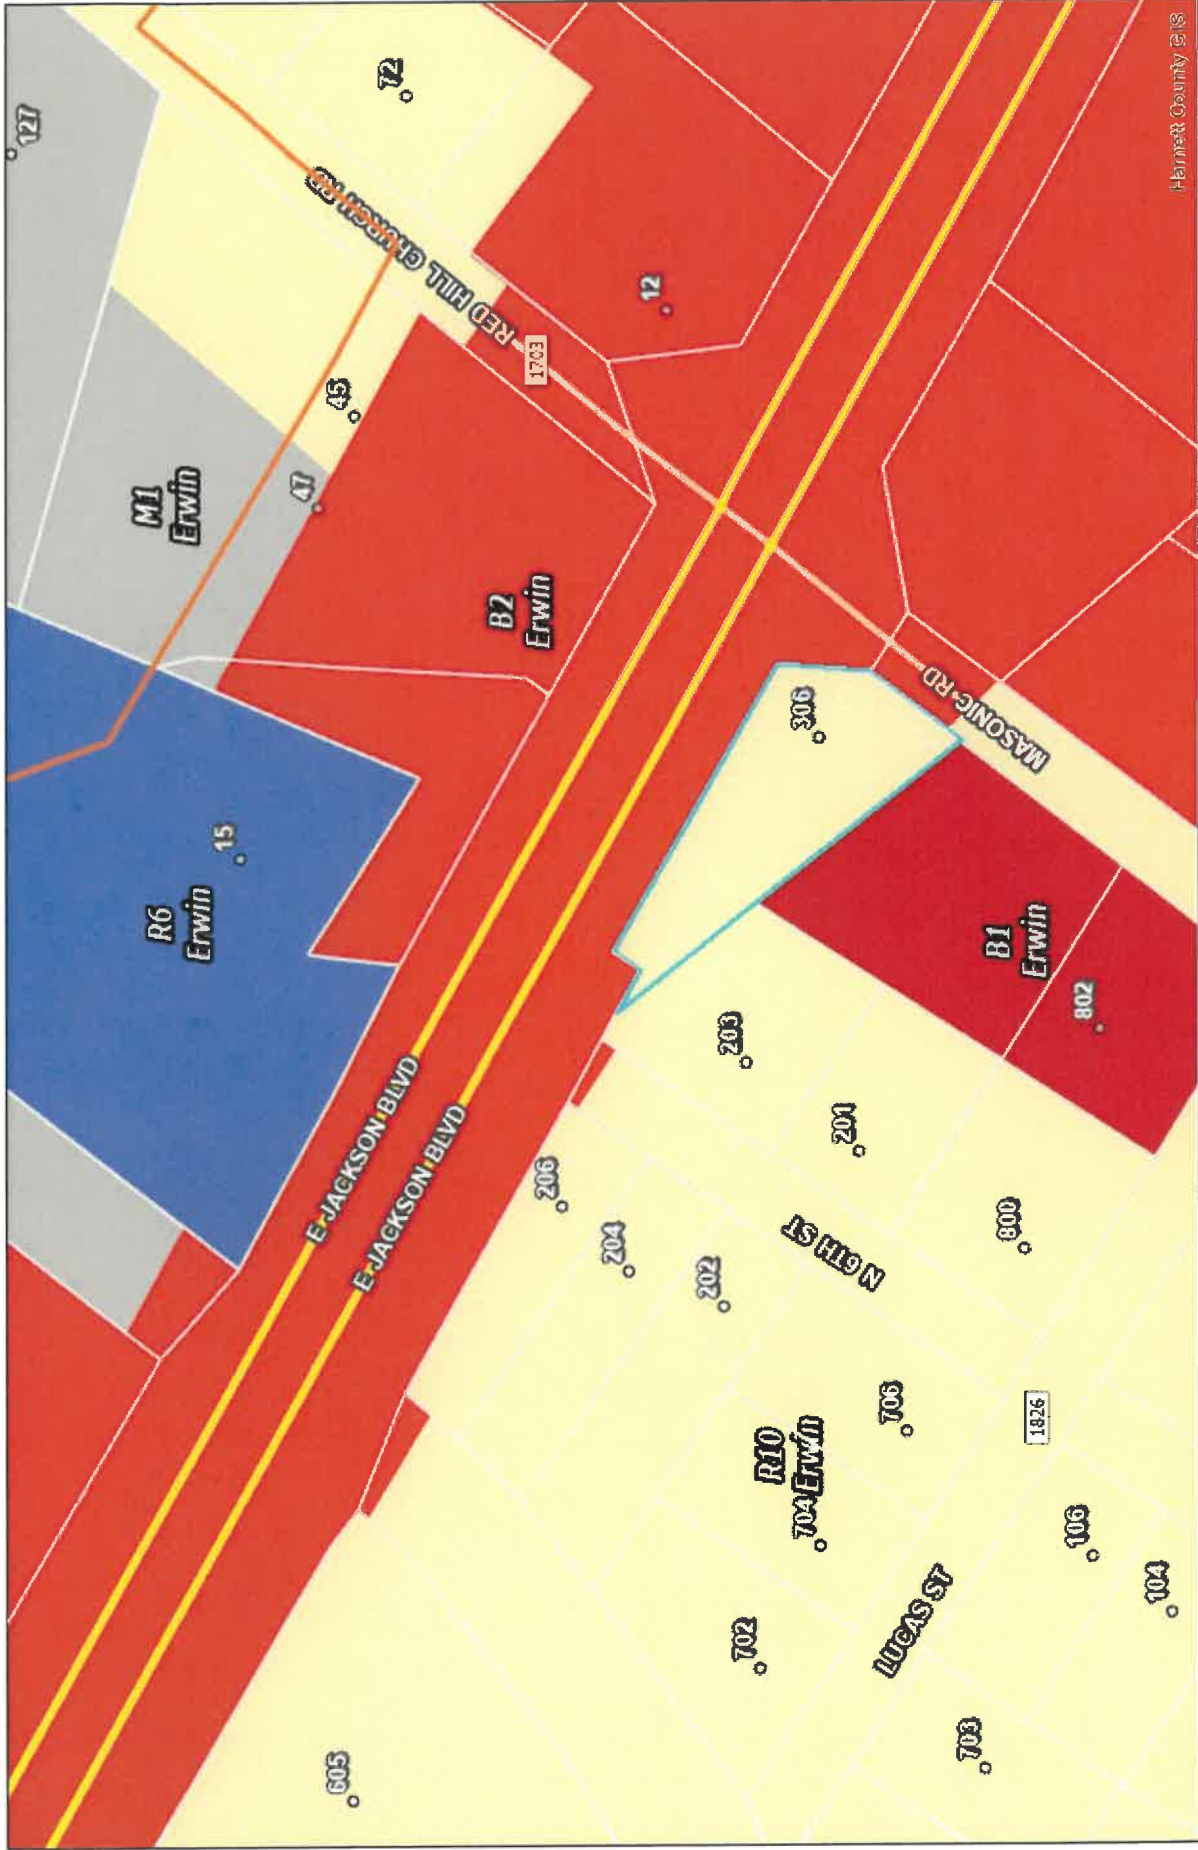 127
72
RED HILL CHURCH RD
1703
12
45
47
M1
Erwin
B2
Erwin
R6
Erwin
15
306
MASONIC RD
B1
Erwin
802
E JACKSON BLVD
E JACKSON BLVD
203
201
800
206
204
202
N 6TH ST
R10
Erwin
704
706
1826
702
LUCAS ST
106
104
703
605
Harnett County GIS